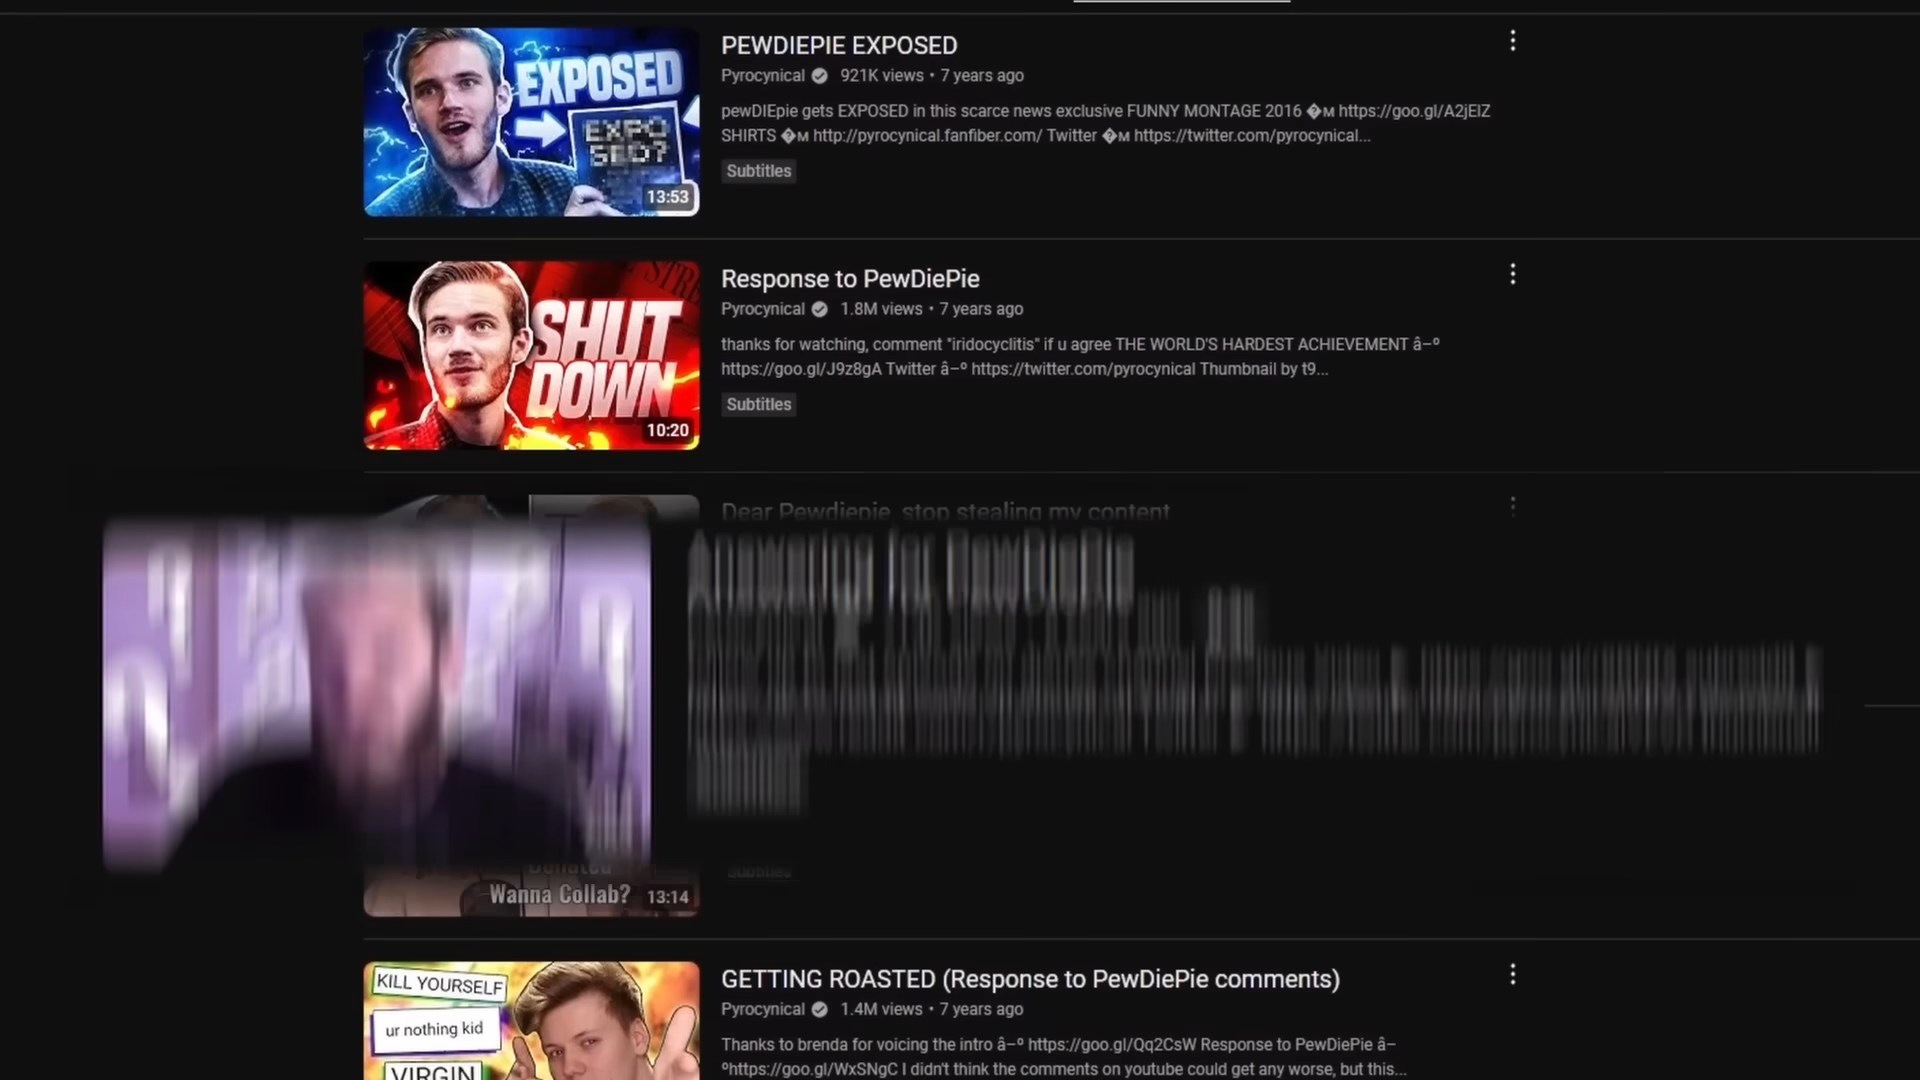 EXPOSED
EXPO
SED?
13:53
PEWDIEPIE EXPOSED
Pyrocynical 921K views • 7 years ago
pewDIEpie gets EXPOSED in this scarce news exclusive FUNNY MONTAGE 2016 �м https://goo.gl/A2jEIZ
SHIRTS �м http://pyrocynical.fanfiber.com/ Twitter �м https://twitter.com/pyrocynical...
Subtitles
SHUT
DOWN
10:20
Response to PewDiePie
Pyrocynical 1.8M views • 7 years ago
thanks for watching, comment "iridocyclitis" if u agree THE WORLD'S HARDEST ACHIEVEMENT â–º
https://goo.gl/J9z8gA Twitter â–º https://twitter.com/pyrocynical Thumbnail by t9...
Subtitles
Dear Pewdiepie, stop stealing my content
Answering for PewDiePie
Donated
Wanna Collab?
13:14
Subtitles
KILL YOURSELF
ur nothing kid
VIRGIN
GETTING ROASTED (Response to PewDiePie comments)
Pyrocynical 1.4M views • 7 years ago
Thanks to brenda for voicing the intro â–º https://goo.gl/Qq2CsW Response to PewDiePie â–
ºhttps://goo.gl/WxSNgC I didn't think the comments on youtube could get any worse, but this...